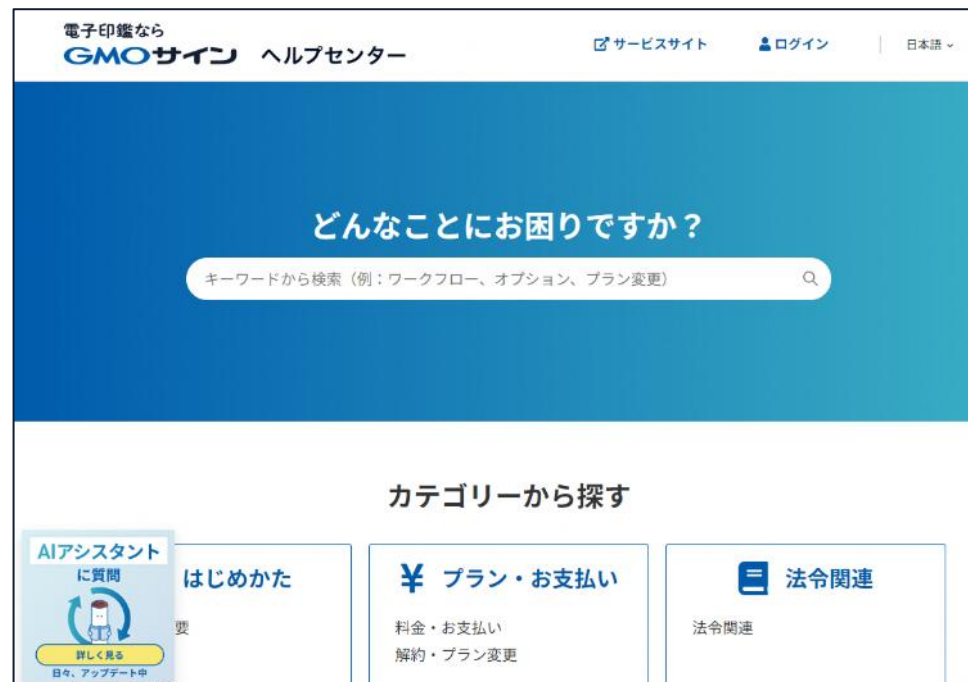 電子印鑑なら
GMOサイン ヘルプセンター
サービスサイト
ログイン
日本語
どんなことにお困りですか？
キーワードから検索（例：ワークフロー、オプション、プラン変更）
カテゴリーから探す
AIアシスタント
に質問
詳しく見る
日々、アップデート中
はじめかた
要
¥ プラン・お支払い
料金・お支払い
解約・プラン変更
法令関連
法令関連